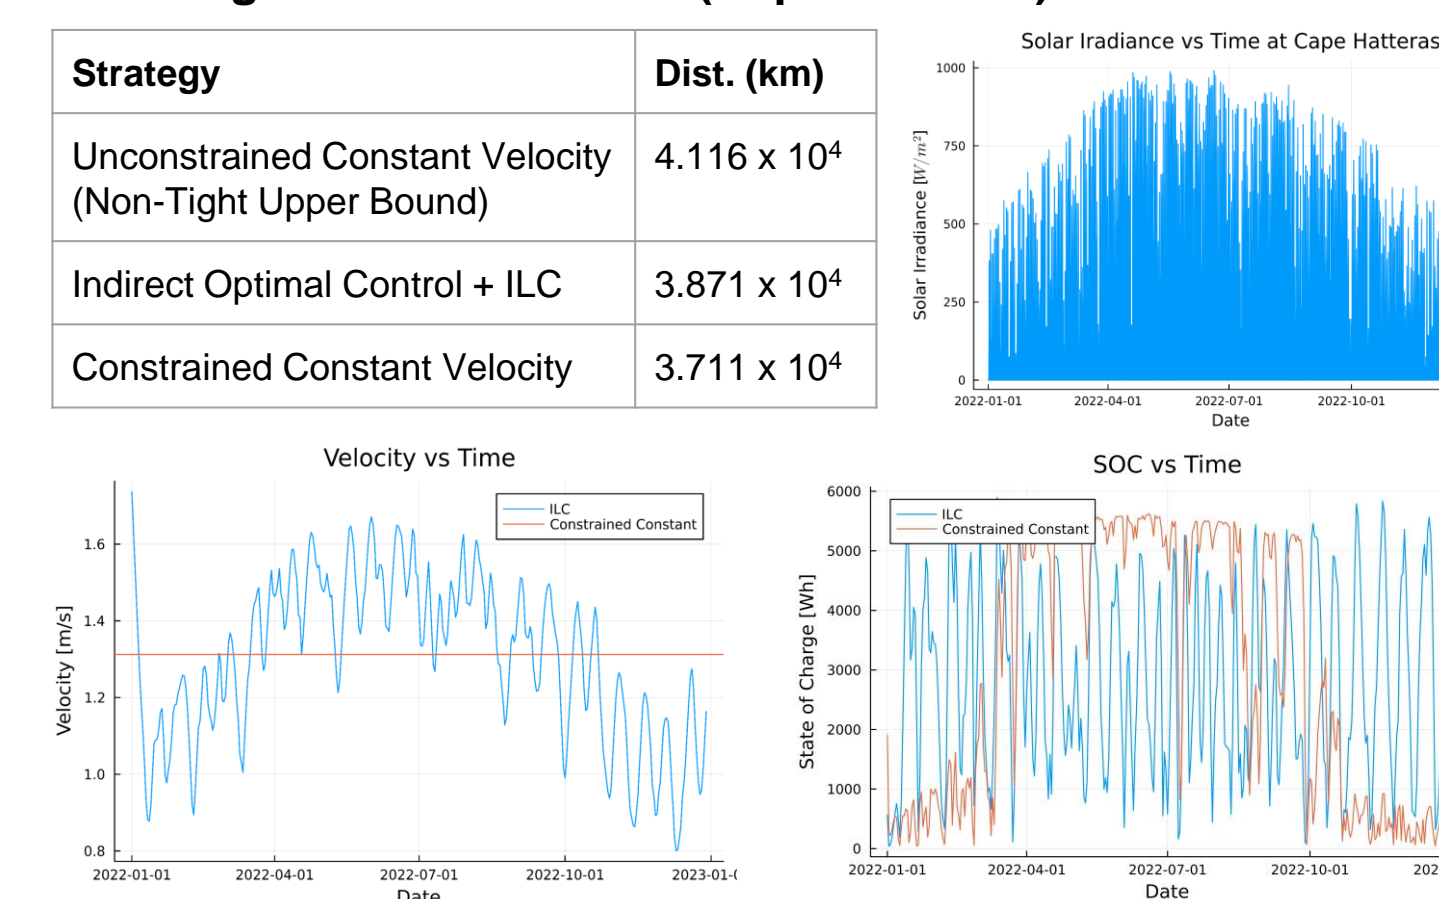 Strategy
Dist. (km)
Unconstrained Constant Velocity
(Non-Tight Upper Bound)
4.116 x 10⁴
Indirect Optimal Control + ILC
3.871 x 10⁴
Constrained Constant Velocity
3.711 x 10⁴
Solar Irradiance vs Time at Cape Hatteras
Solar Irradiance [W/m²]
1000
750
500
250
0
2022-01-01
2022-04-01
2022-07-01
2022-10-01
Date
Velocity vs Time
ILC
Constrained Constant
Velocity [m/s]
1.6
1.4
1.2
1.0
0.8
2022-01-01
2022-04-01
2022-07-01
2022-10-01
2023-01-
Date
SOC vs Time
ILC
Constrained Constant
State of Charge [Wh]
6000
5000
4000
3000
2000
1000
0
2022-01-01
2022-04-01
2022-07-01
2022-10-01
202
Date